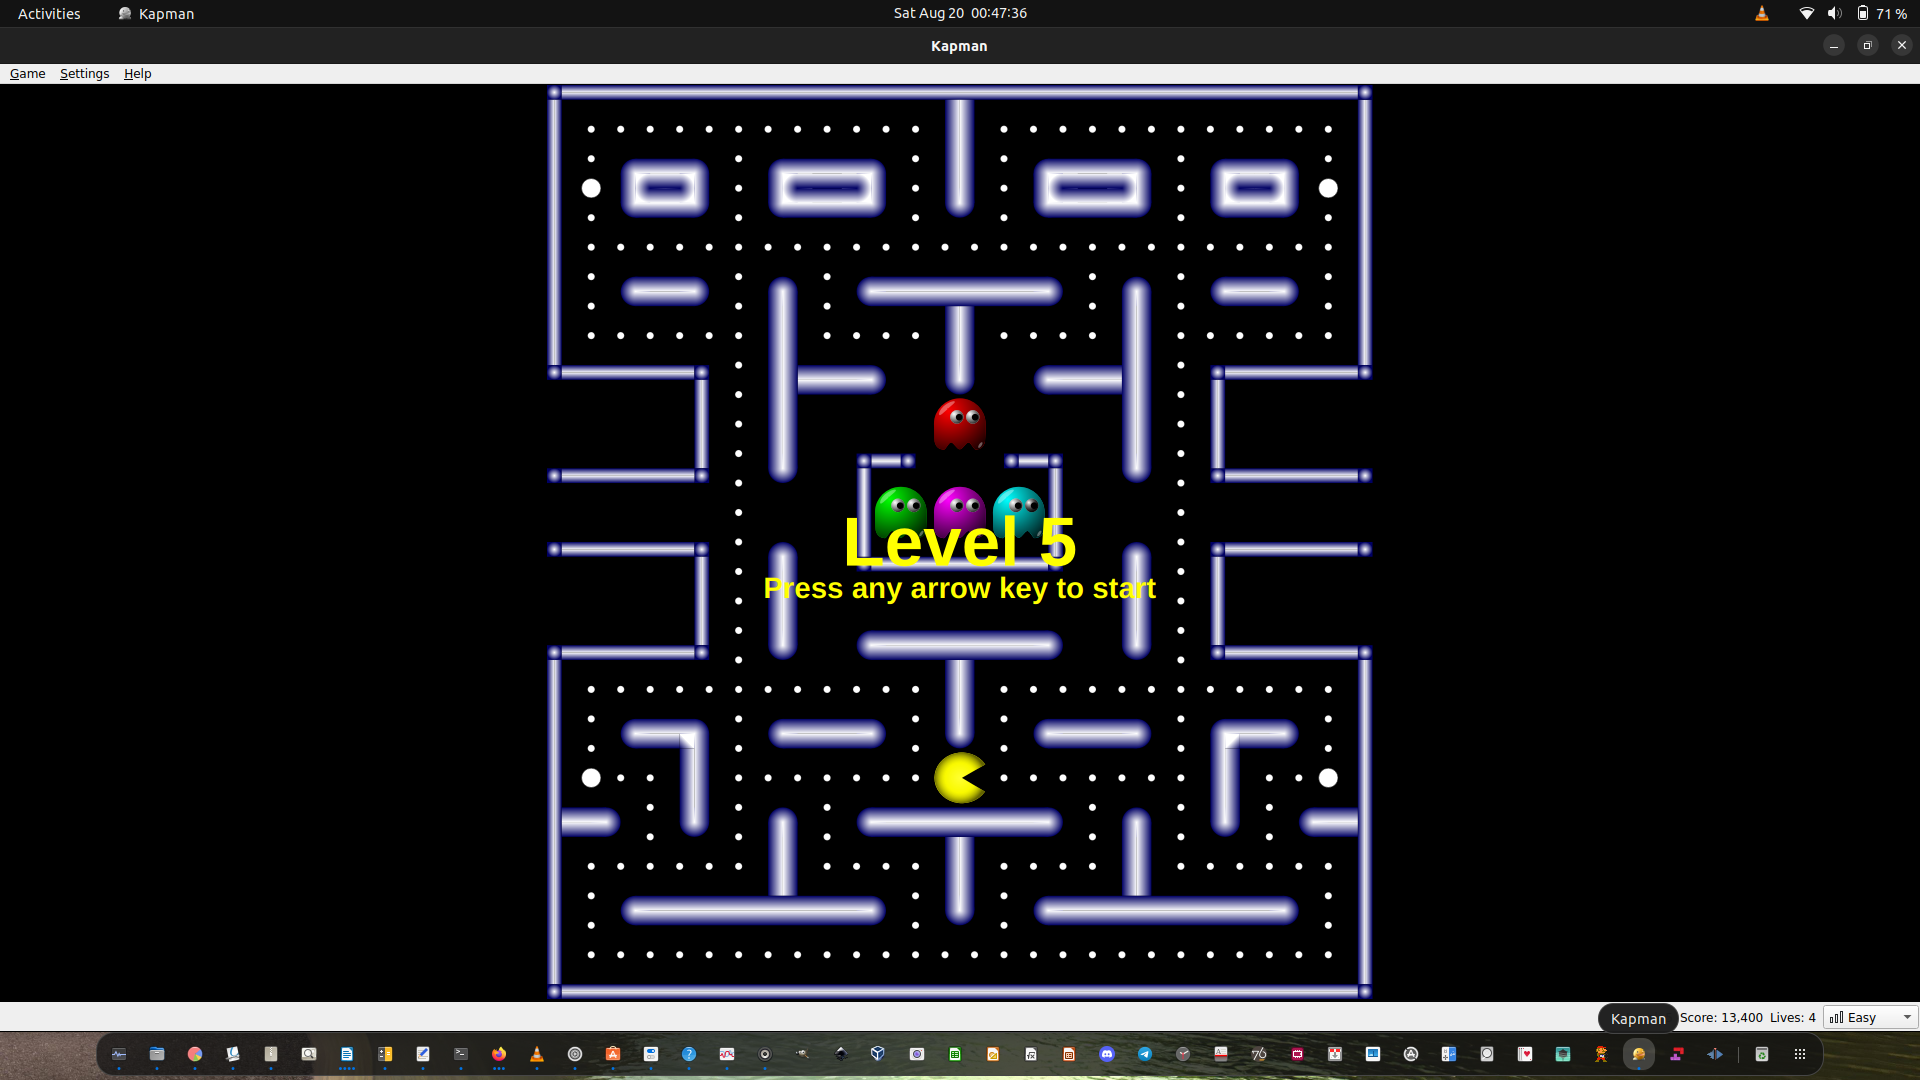 Activities
Kapman
Sat Aug 20 00:47:36
71 %
Kapman
Game Settings Help
Level 5
Press any arrow key to start
Kapman
Score: 13,400 Lives: 4
Easy